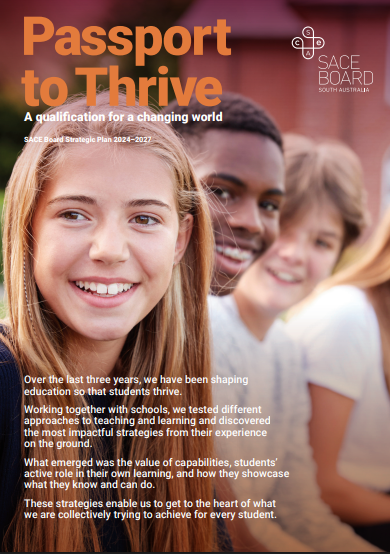 Passport
to Thrive
A qualification for a changing world
SACE Board Strategic Plan 2024–2027
S
C e
A
SACE
BOARD
SOUTH AUSTRALIA
Over the last three years, we have been shaping
education so that students thrive.
Working together with schools, we tested different
approaches to teaching and learning and discovered
the most impactful strategies from their experience
on the ground.
What emerged was the value of capabilities, students’
active role in their own learning, and how they showcase
what they know and can do.
These strategies enable us to get to the heart of what
we are collectively trying to achieve for every student.